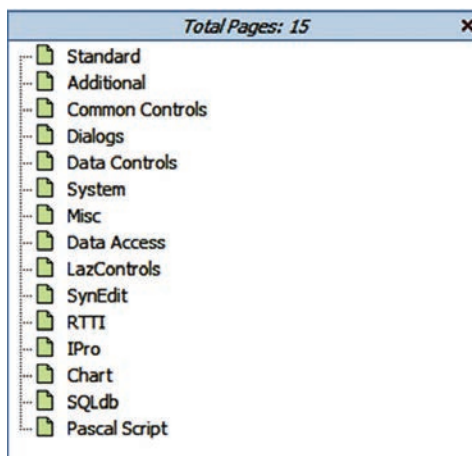 Total Pages: 15
Standard
Additional
Common Controls
Dialogs
Data Controls
System
Misc
Data Access
LazControls
SynEdit
RTTI
IPro
Chart
SQLdb
Pascal Script